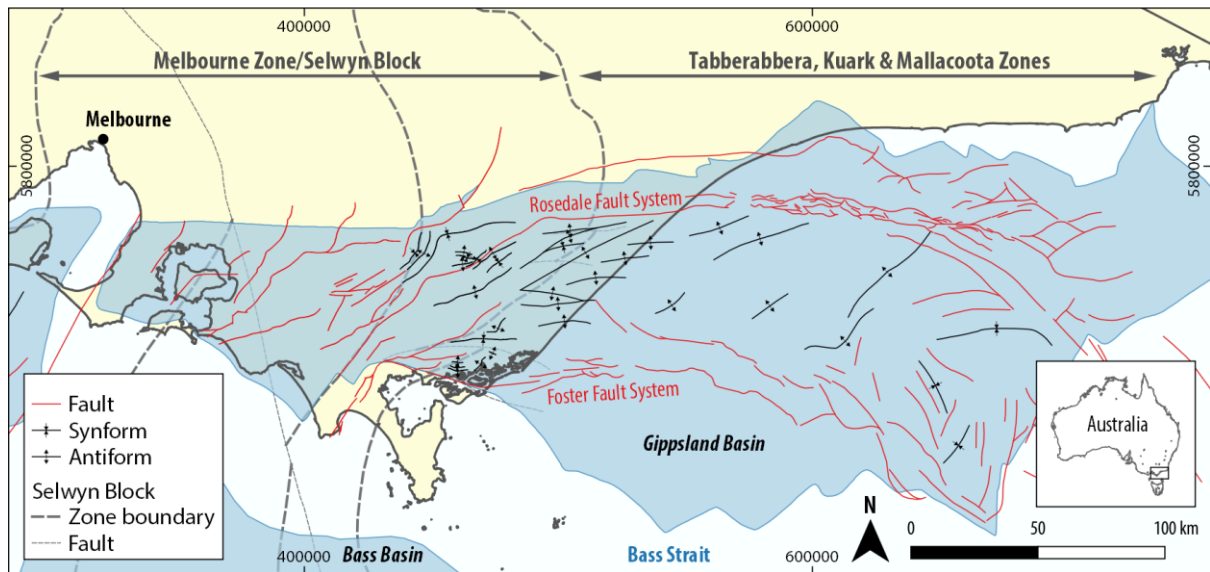 400000
600000
Melbourne Zone/Selwyn Block
Tabberabbera, Kuark & Mallacoota Zones
Melbourne
5800000
5800000
Rosedale Fault System
Foster Fault System
Gippsland Basin
Fault
Synform
Antiform
Selwyn Block
Zone boundary
Fault
Australia
N
0
50
100 km
400000
Bass Basin
Bass Strait
600000